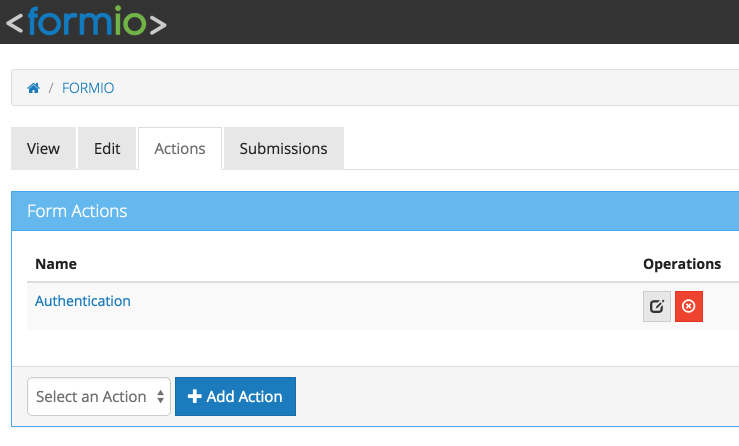 <formio>
/ FORMIO
View Edit Actions Submissions
Form Actions
Name Operations
Authentication
Select an Action Add Action